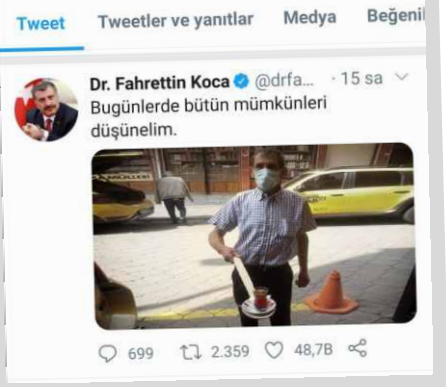 Tweet Tweetler ve yanıtlar Medya Beğeni
Dr. Fahrettin Koca @drfa... · 15 sa
Bugünlerde bütün mümkünleri
düşünelim.
699 2.359 48,7B